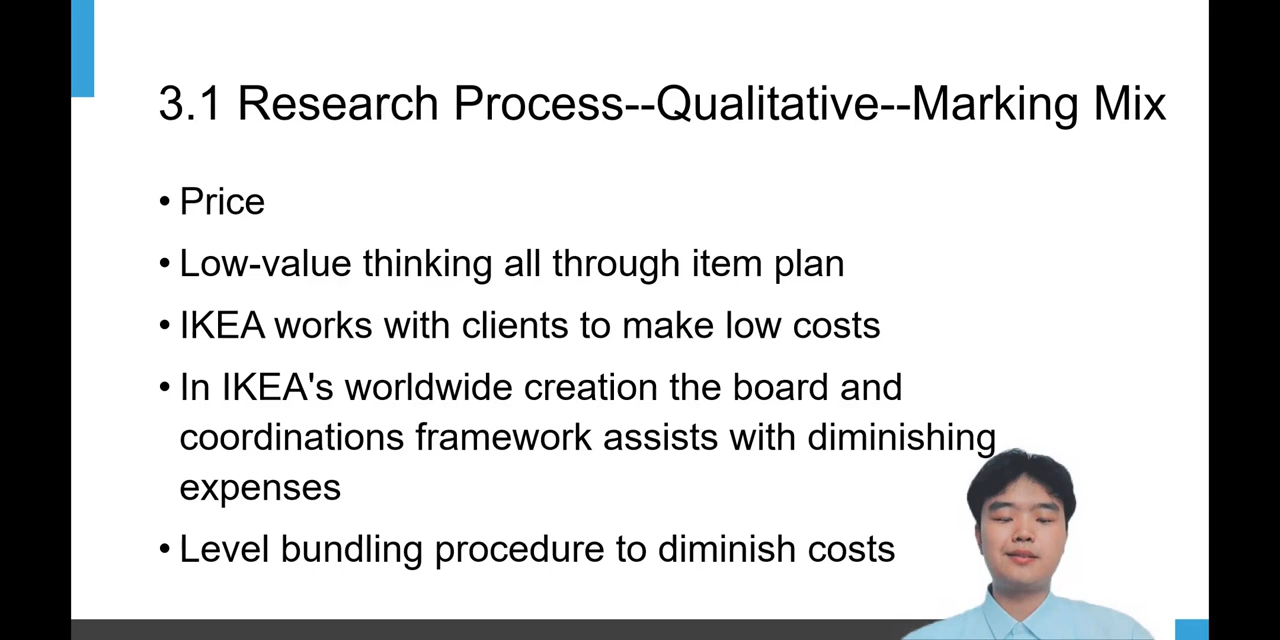 3.1 Research Process--Qualitative--Marking Mix
• Price
• Low-value thinking all through item plan
• IKEA works with clients to make low costs
• In IKEA's worldwide creation the board and
coordinations framework assists with diminishing
expenses
• Level bundling procedure to diminish costs